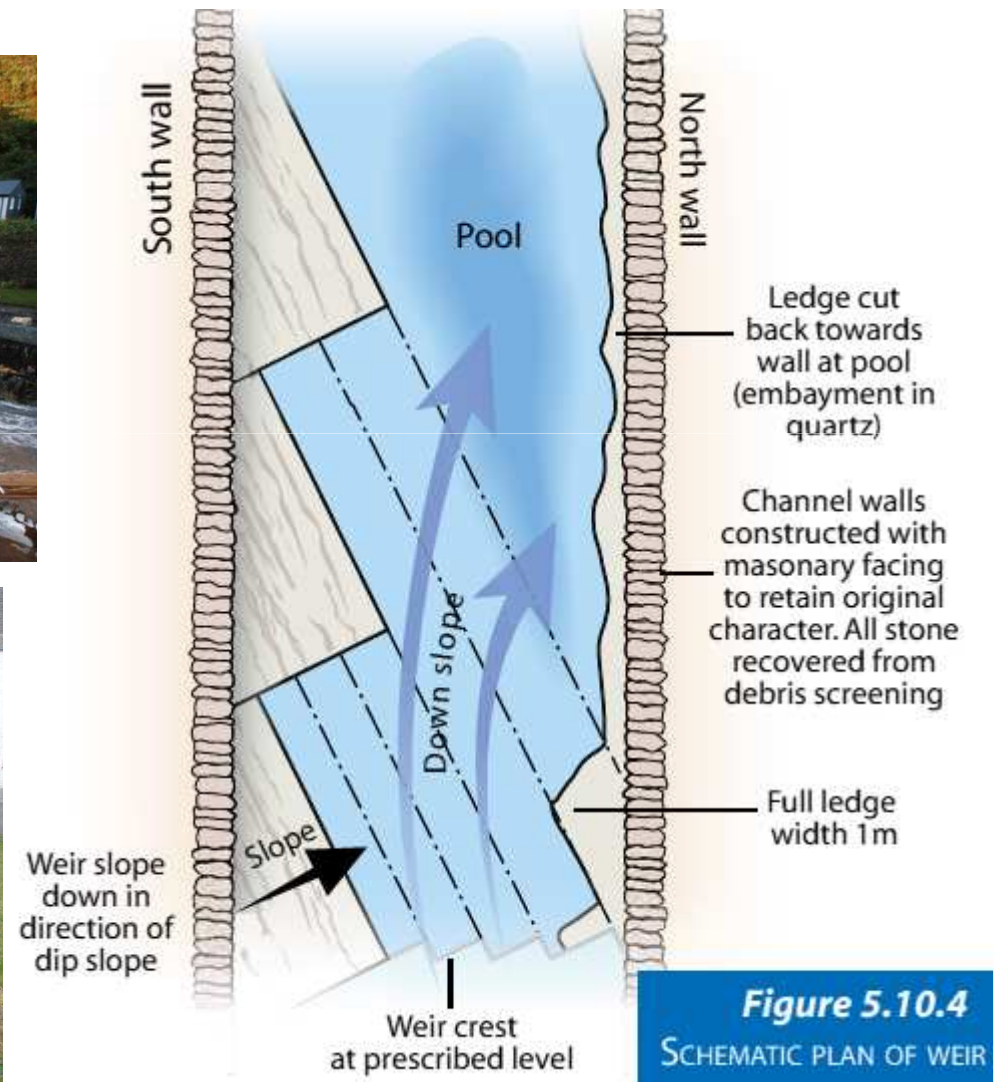 South wall
North wall
Pool
Ledge cut
back towards
wall at pool
(embayment in
quartz)
Channel walls
constructed with
masonary facing
to retain original
character. All stone
recovered from
debris screening
Down slope
Full ledge
width 1m
Slope
Weir slope
down in
direction of
dip slope
Weir crest
at prescribed level
Figure 5.10.4
SCHEMATIC PLAN OF WEIR